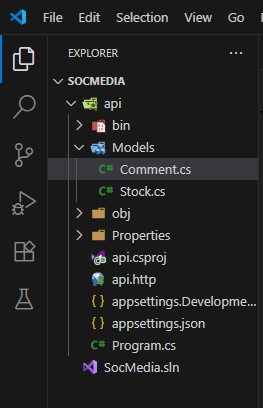 File Edit Selection View Go
EXPLORER ...
SOCMEDIA
api
bin
Models
C# Comment.cs
C# Stock.cs
obj
Properties
api.csproj
api.http
{ } appsettings.Developme...
{ } appsettings.json
C# Program.cs
SocMedia.sln